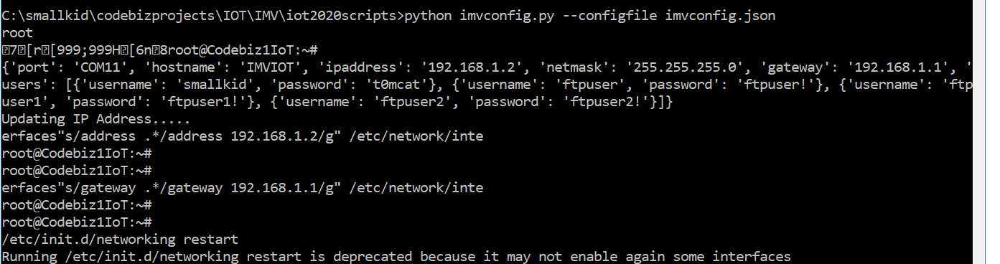 C:\smallkid\codebizprojects\IOT\IMV\iot2020scripts>python imvconfig.py --configfile imvconfig.json
root
�7�[r�[999;999H�[6n�8root@Codebiz1IoT:~#
{'port': 'COM11', 'hostname': 'IMVIOT', 'ipaddress': '192.168.1.2', 'netmask': '255.255.255.0', 'gateway': '192.168.1.1', '
users': [{'username': 'smallkid', 'password': 't0mcat'}, {'username': 'ftpuser', 'password': 'ftpuser!'}, {'username': 'ftp
user1', 'password': 'ftpuser1!'}, {'username': 'ftpuser2', 'password': 'ftpuser2!'}]}
Updating IP Address.....
erfaces"s/address .*/address 192.168.1.2/g" /etc/network/inte
root@Codebiz1IoT:~#
root@Codebiz1IoT:~#
erfaces"s/gateway .*/gateway 192.168.1.1/g" /etc/network/inte
root@Codebiz1IoT:~#
root@Codebiz1IoT:~#
/etc/init.d/networking restart
Running /etc/init.d/networking restart is deprecated because it may not enable again some interfaces